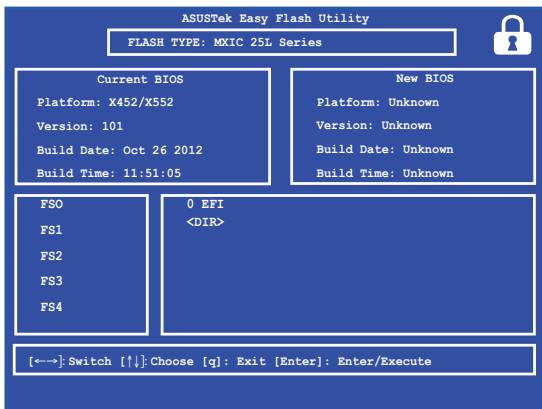 ASUSTek Easy Flash Utility
FLASH TYPE: MXIC 25L Series
Current BIOS
Platform: X452/X552
Version: 101
Build Date: Oct 26 2012
Build Time: 11:51:05
New BIOS
Platform: Unknown
Version: Unknown
Build Date: Unknown
Build Time: Unknown
FSO
FS1
FS2
FS3
FS4
0 EFI
<DIR>
[←→]: Switch [↑↓]: Choose [q]: Exit [Enter]: Enter/Execute